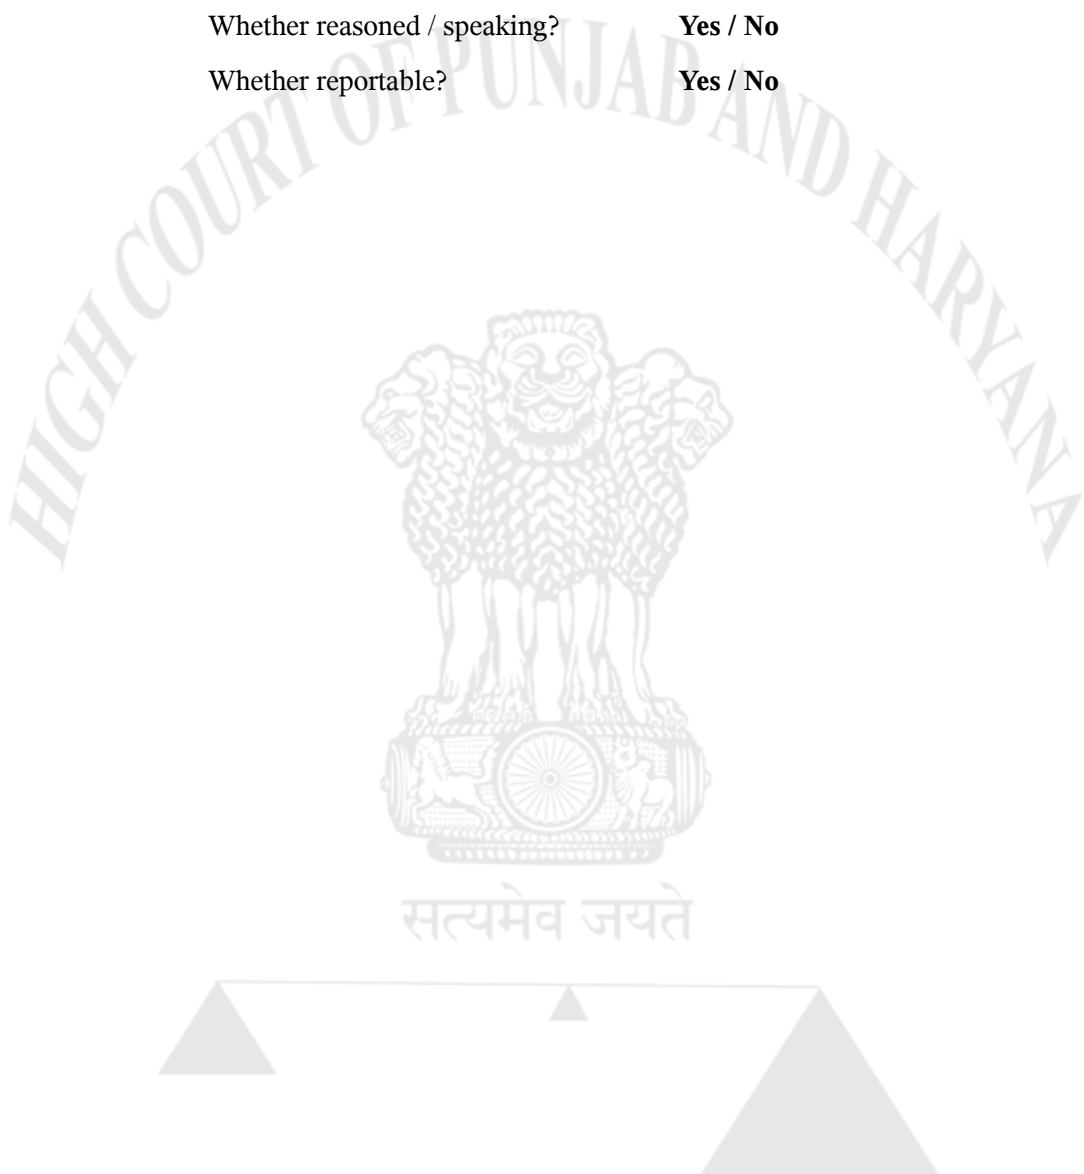 Whether reasoned / speaking? Yes / No
Whether reportable? Yes / No
HIGH COURT OF PUNJAB AND HARYANA
सत्यमेव जयते